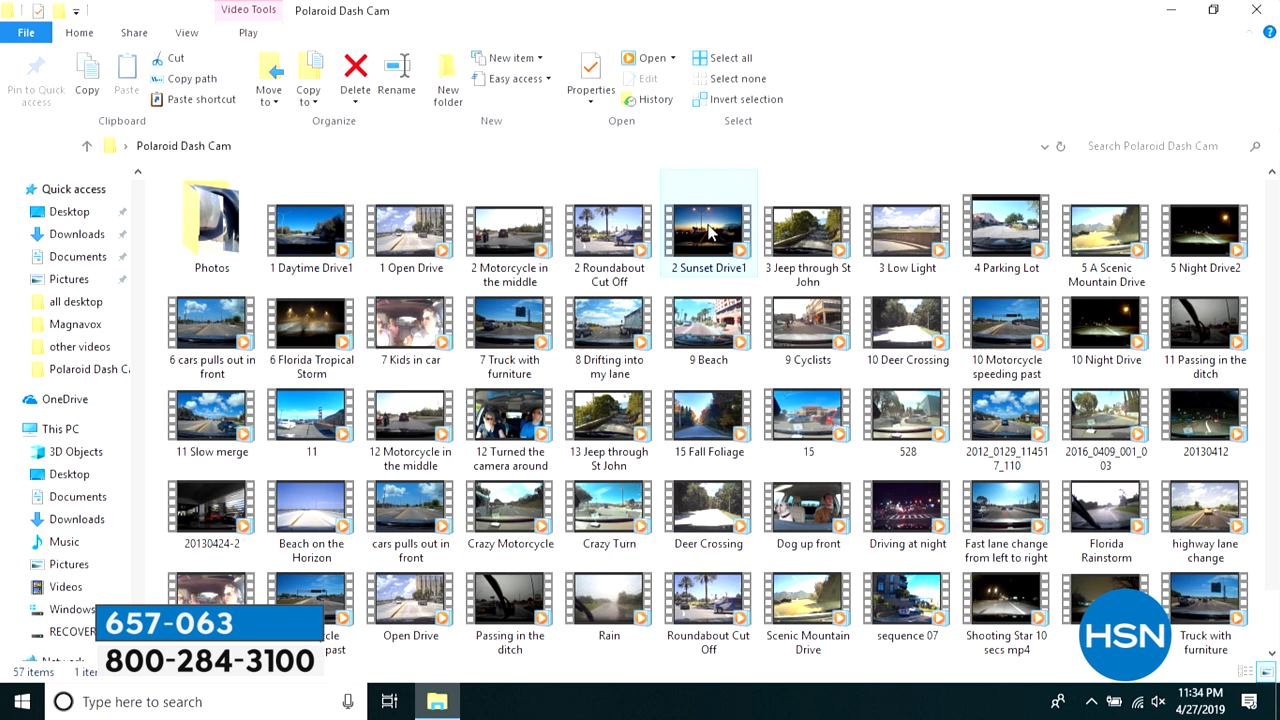 Video Tools
Polaroid Dash Cam
File
Home
Share
View
Play
Pin to Quick
access
Copy
Paste
Cut
Copy path
Paste shortcut
Clipboard
Move
to
Copy
to
Delete
Rename
Organize
New
folder
New item
Easy access
New
Properties
Open
Edit
History
Open
Select all
Select none
Invert selection
Select
Polaroid Dash Cam
Search Polaroid Dash Cam
Quick access
Desktop
Downloads
Documents
Pictures
all desktop
Magnavox
other videos
Polaroid Dash C
OneDrive
This PC
3D Objects
Desktop
Documents
Downloads
Music
Pictures
Videos
Windows
RECOVER
Photos
1 Daytime Drive1
1 Open Drive
2 Motorcycle in
the middle
2 Roundabout
Cut Off
2 Sunset Drive1
3 Jeep through St
John
3 Low Light
4 Parking Lot
5 A Scenic
Mountain Drive
5 Night Drive2
6 cars pulls out in
front
6 Florida Tropical
Storm
7 Kids in car
7 Truck with
furniture
8 Drifting into
my lane
9 Beach
9 Cyclists
10 Deer Crossing
10 Motorcycle
speeding past
10 Night Drive
11 Passing in the
ditch
11 Slow merge
11
12 Motorcycle in
the middle
12 Turned the
camera around
13 Jeep through
St John
15 Fall Foliage
15
528
2012_0129_11451
7_110
2016_0409_001_0
03
20130412
20130424-2
Beach on the
Horizon
cars pulls out in
front
Crazy Motorcycle
Crazy Turn
Deer Crossing
Dog up front
Driving at night
Fast lane change
from left to right
Florida
Rainstorm
highway lane
change
past
Open Drive
Passing in the
ditch
Rain
Roundabout Cut
Off
Scenic Mountain
Drive
sequence 07
Shooting Star 10
secs mp4
Truck with
furniture
657-063
800-284-3100
HSN
57 items
Type here to search
11:34 PM
4/27/2019